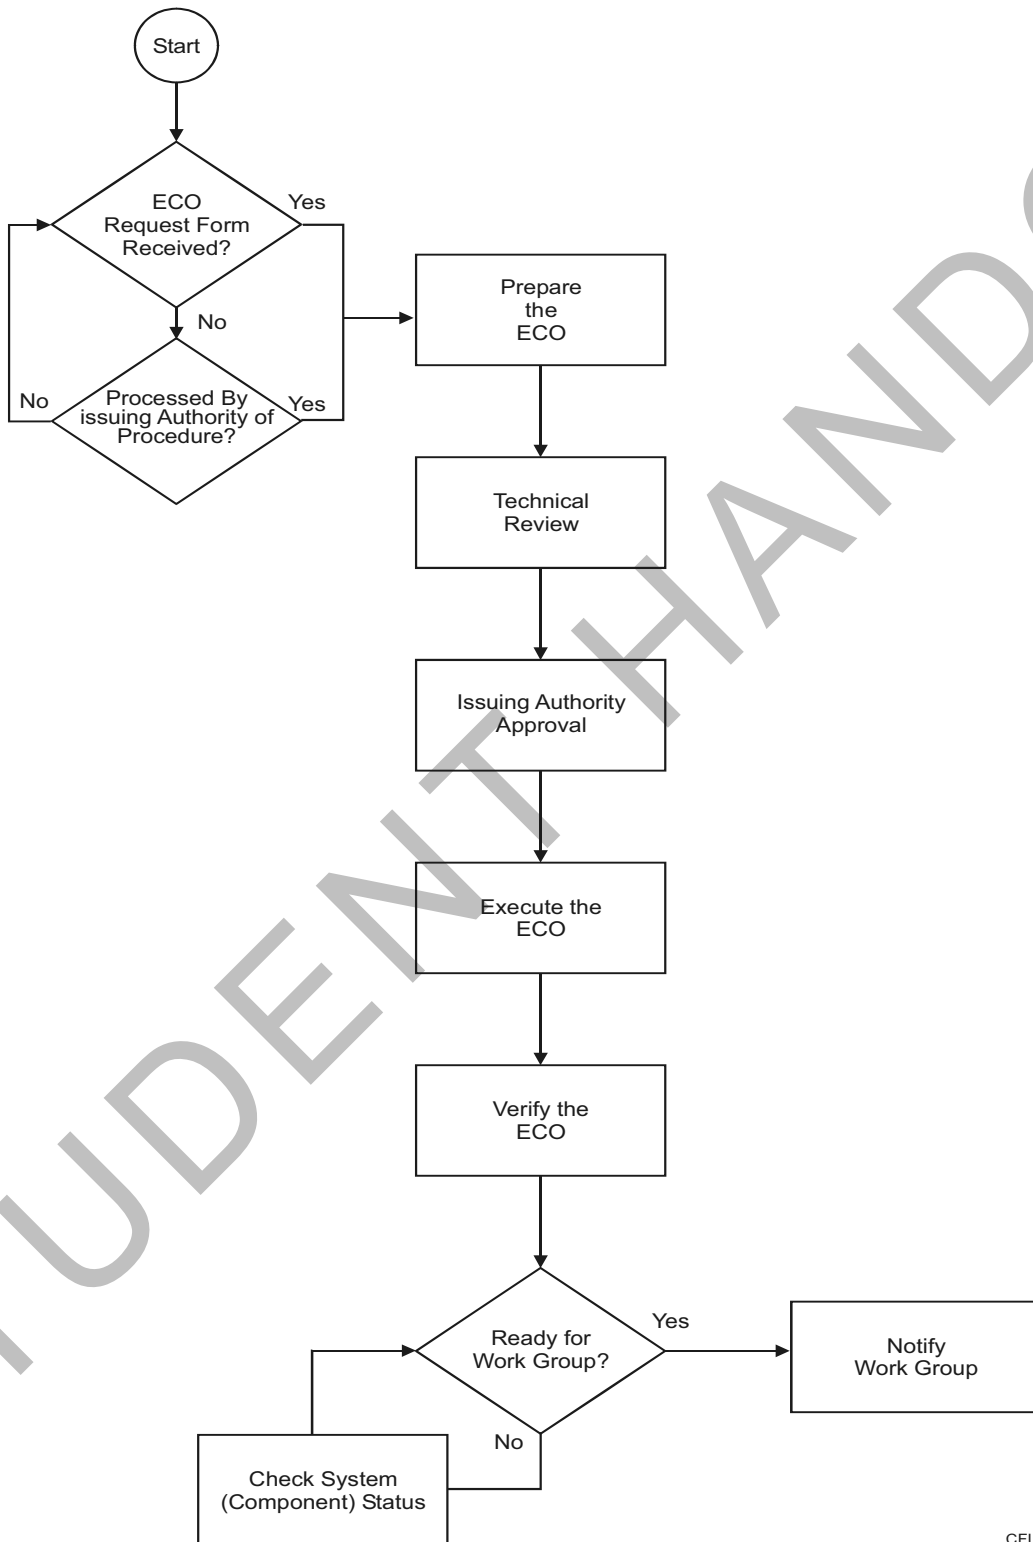 Start
ECO
Request Form
Received?
Yes
No
Processed By
issuing Authority of
Procedure?
No
Yes
Prepare
the
ECO
Technical
Review
Issuing Authority
Approval
Execute the
ECO
Verify the
ECO
Ready for
Work Group?
Yes
No
Notify
Work Group
Check System
(Component) Status
TUDENT HANDO